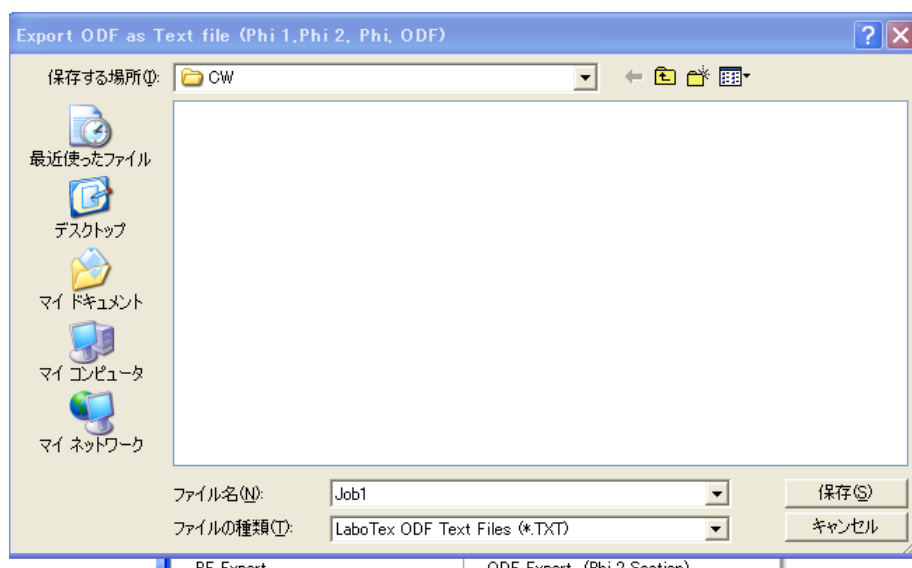 Export ODF as Text file (Phi 1,Phi 2, Phi, ODF)
保存する場所(I):
CW
最近使ったファイル
デスクトップ
マイ ドキュメント
マイ コンピュータ
マイ ネットワーク
ファイル名(N):
Job1
保存(S)
ファイルの種類(T):
LaboTex ODF Text Files (*.TXT)
キャンセル
PF Export
ODF Export (Phi 2 Section)